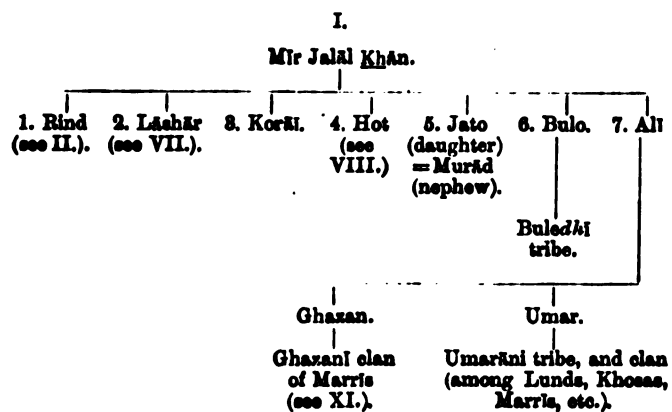 I.
Mīr Jalāl Khān.
1. Rind 2. Lāshār 3. Korāī. 4. Hot 5. Jato 6. Bulo. 7. Alī
(see II.). (see VII.). (see VIII.) (daughter) = Murād (nephew).
Buledhī
tribe.
Ghazan. Umar.
Ghazanī clan Umarāni tribe, and clan
of Marrīs (among Lunds, Khosas,
(see XI.). Marrīs, etc.).